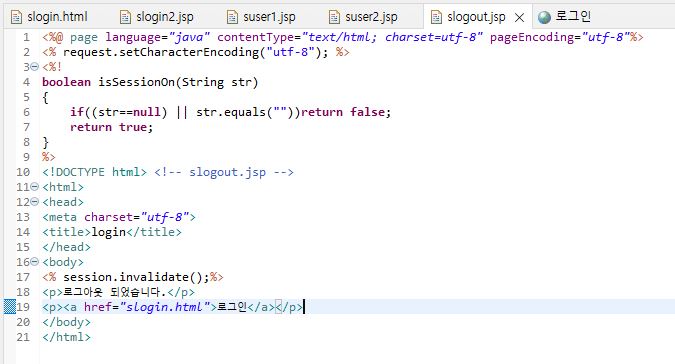 slogin.html slogin2.jsp suser1.jsp suser2.jsp slogout.jsp 로그인
1 <%@ page language="java" contentType="text/html; charset=utf-8" pageEncoding="utf-8"%>
2 <% request.setCharacterEncoding("utf-8"); %>
3 <%!
4 boolean isSessionOn(String str)
5 {
6 if((str==null) || str.equals(""))return false;
7 return true;
8 }
9 %>
10 <!DOCTYPE html> <!-- slogout.jsp -->
11 <html>
12 <head>
13 <meta charset="utf-8">
14 <title>login</title>
15 </head>
16 <body>
17 <% session.invalidate();%>
18 <p>로그아웃 되었습니다.</p>
19 <p><a href="slogin.html">로그인</a></p>
20 </body>
21 </html>